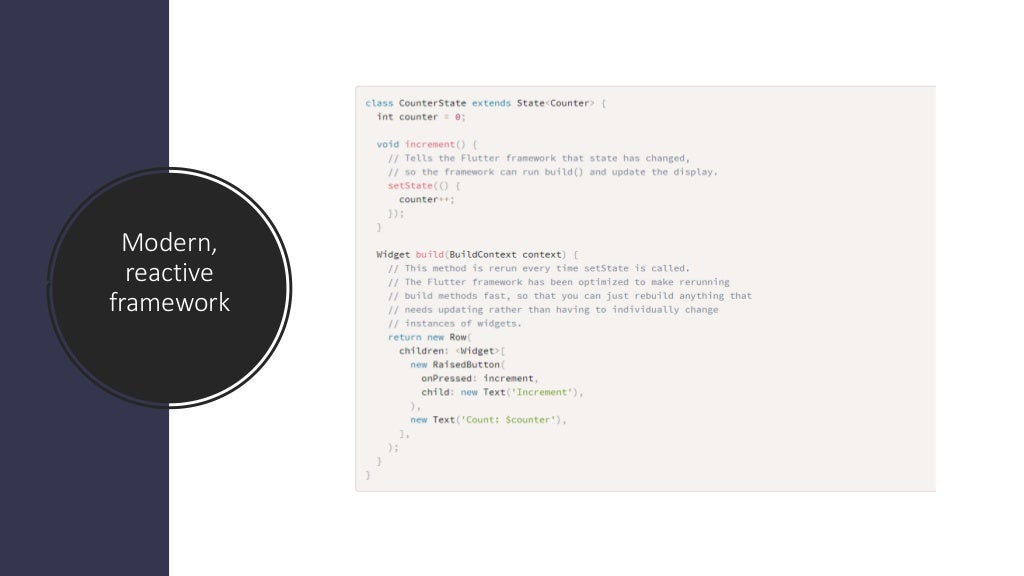 Modern,
reactive
framework
class CounterState extends State<Counter> {
  int counter = 0;

  void increment() {
    // Tells the Flutter framework that state has changed,
    // so the framework can run build() and update the display.
    setState(() {
      counter++;
    });
  }

  Widget build(BuildContext context) {
    // This method is rerun every time setState is called.
    // The Flutter framework has been optimized to make rerunning
    // build methods fast, so that you can just rebuild anything that
    // needs updating rather than having to individually change
    // instances of widgets.
    return new Row(
      children: <Widget>[
        new RaisedButton(
          onPressed: increment,
          child: new Text('Increment'),
        ),
        new Text('Count: $counter'),
      ],
    );
  }
}